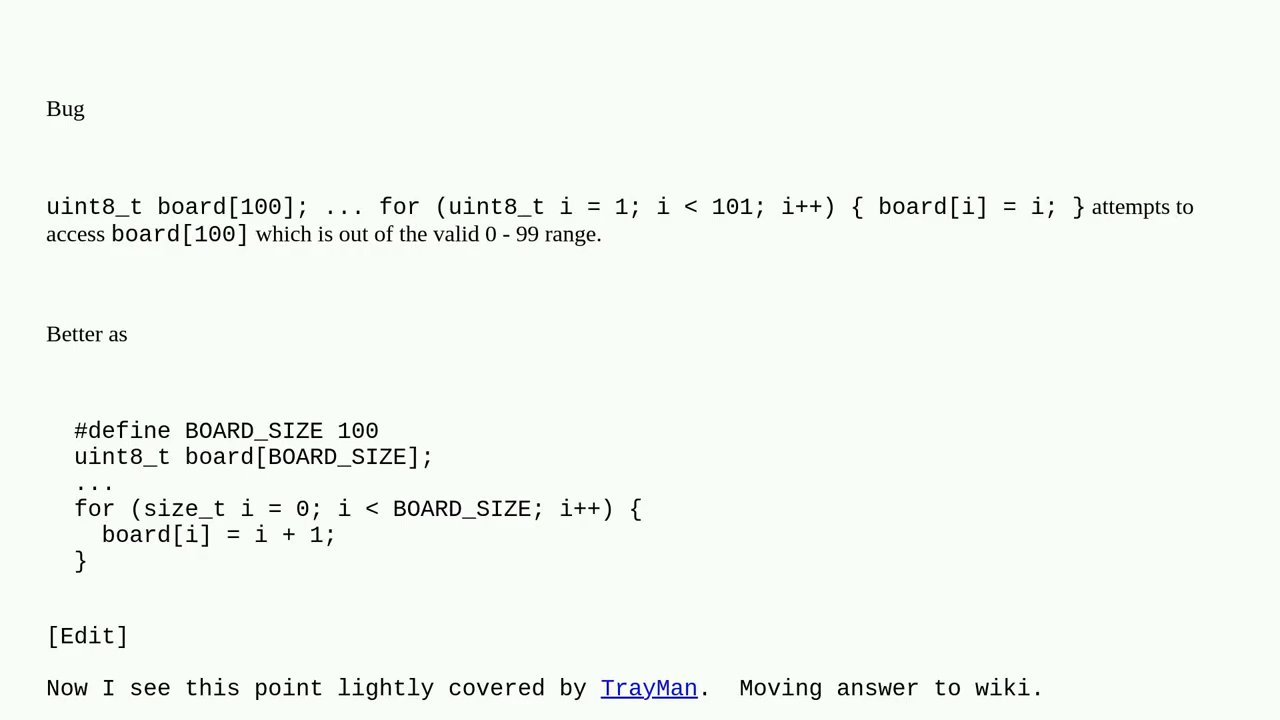 Bug
uint8_t board[100]; ... for (uint8_t i = 1; i < 101; i++) { board[i] = i; } attempts to
access board[100] which is out of the valid 0 - 99 range.
Better as
#define BOARD_SIZE 100
uint8_t board[BOARD_SIZE];
...
for (size_t i = 0; i < BOARD_SIZE; i++) {
  board[i] = i + 1;
}
[Edit]
Now I see this point lightly covered by TrayMan.  Moving answer to wiki.